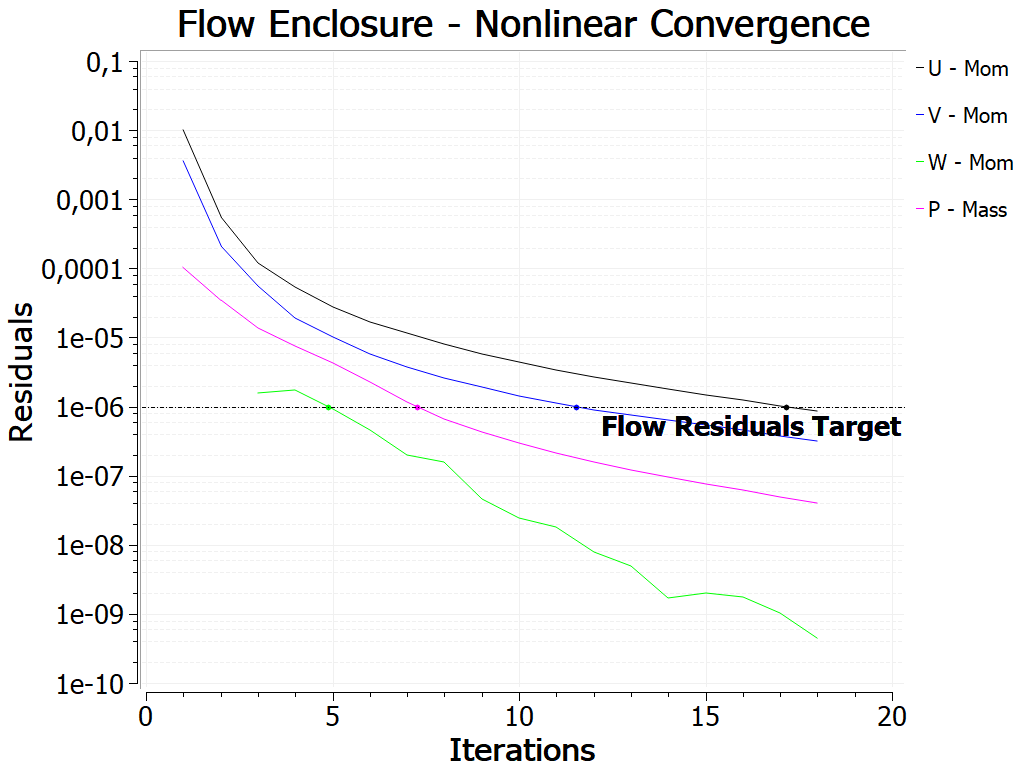 Flow Enclosure - Nonlinear Convergence
U - Mom
V - Mom
W - Mom
P - Mass
Residuals
0,1
0,01
0,001
0,0001
1e-05
1e-06
1e-07
1e-08
1e-09
1e-10
Flow Residuals Target
0 5 10 15 20
Iterations